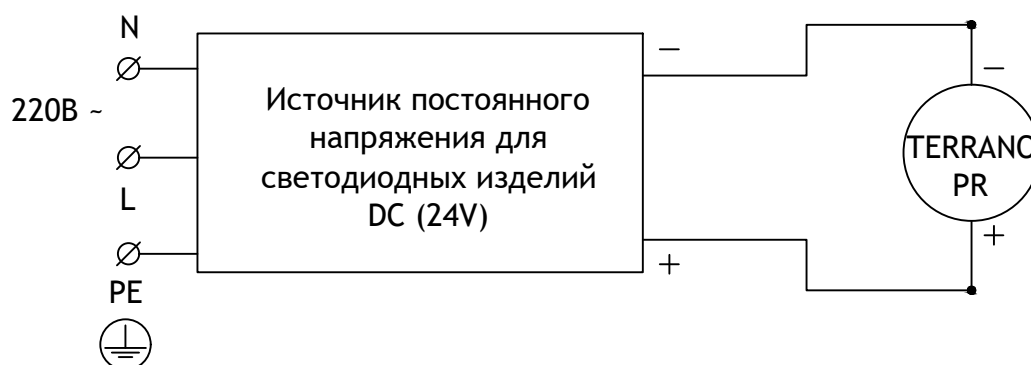 N
220В ~
L
PE
Источник постоянного
напряжения для
светодиодных изделий
DC (24V)
−
+
−
TERRANO
PR
+